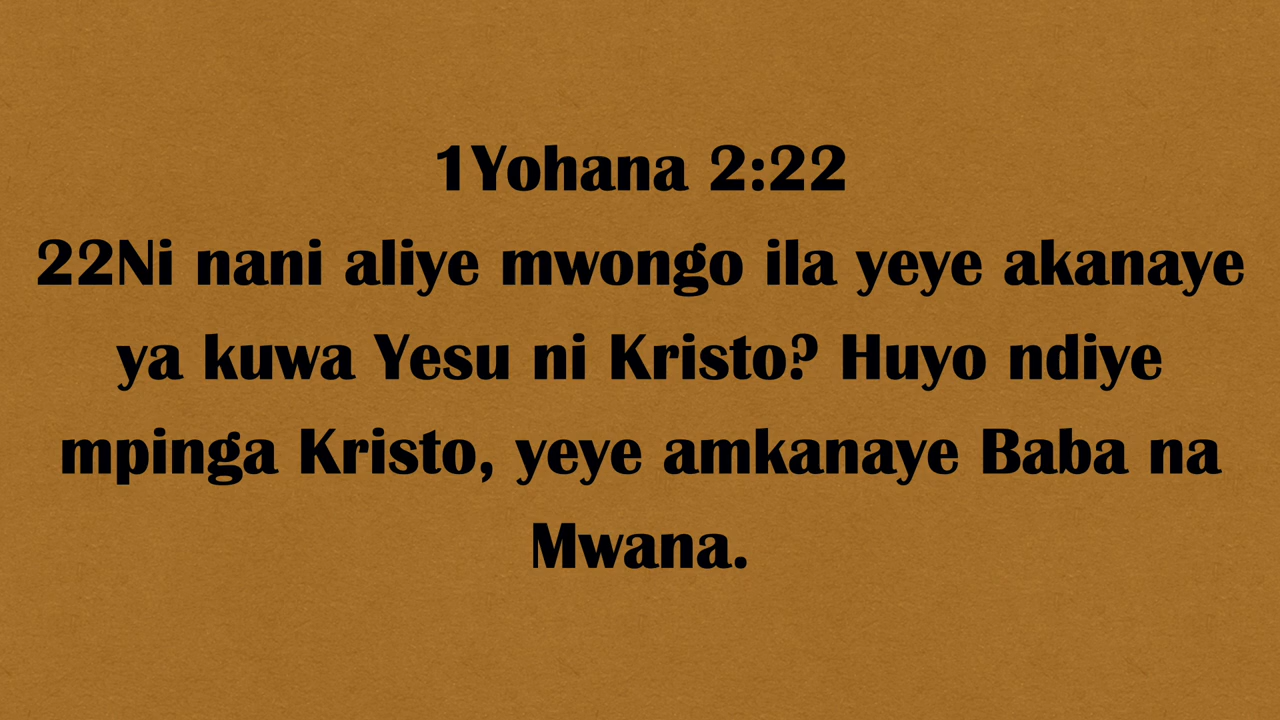 1Yohana 2:22
22Ni nani aliye mwongo ila yeye akanaye
ya kuwa Yesu ni Kristo? Huyo ndiye
mpinga Kristo, yeye amkanaye Baba na
Mwana.